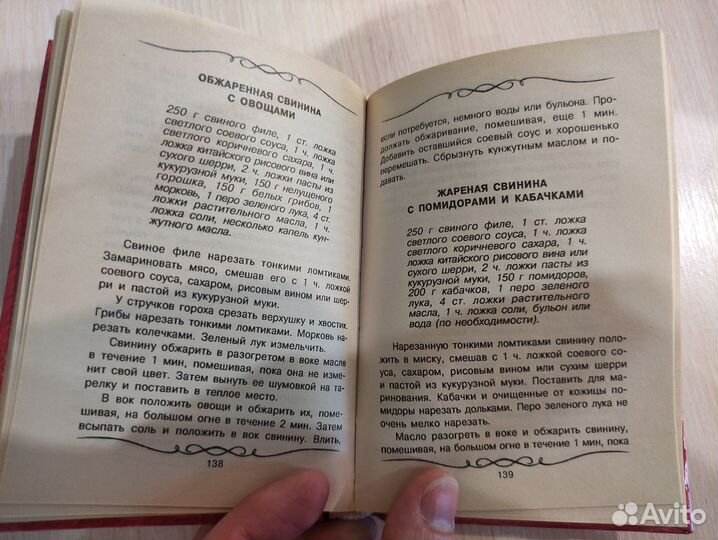 ОБЖАРЕННАЯ СВИНИНА
С ОВОЩАМИ
250 г свиного филе, 1 ст. ложка
светлого соевого соуса, 1 ч. ложка
светлого коричневого сахара, 1 ч.
ложка китайского рисового вина или
сухого шерри, 2 ч. ложки пасты из
кукурузной муки, 150 г нелущеного
горошка, 150 г белых грибов, 1
морковь, 1 перо зеленого лука, 4 ст.
ложки растительного масла, 1 ч.
ложка соли, несколько капель кун-
жутного масла.
Свиное филе нарезать тонкими ломтиками.
Замариновать мясо, смешав его с 1 ч. ложкой
соевого соуса, сахаром, рисовым вином или шер-
ри и пастой из кукурузной муки.
У стручков гороха срезать верхушку и хвостик.
Грибы нарезать тонкими ломтиками. Морковь на-
резать колечками. Зеленый лук измельчить.
Свинину обжарить в разогретом в воке масле
в течение 1 мин, помешивая, пока она не изме-
нит свой цвет. Затем вынуть ее шумовкой на та-
релку и поставить в теплое место.
В вок положить овощи и обжарить их, поме-
шивая, на большом огне в течение 2 мин. Затем
всыпать соль и положить в вок свинину. Влить,
138
если потребуется, немного воды или бульона. Про-
должать обжаривание, помешивая, еще 1 мин.
Добавить оставшийся соевый соус и хорошенько
перемешать. Сбрызнуть кунжутным маслом и по-
давать.
ЖАРЕНАЯ СВИНИНА
С ПОМИДОРАМИ И КАБАЧКАМИ
250 г свиного филе, 1 ст. ложка
светлого соевого соуса, 1 ч. ложка
светлого коричневого сахара, 1 ч.
ложка китайского рисового вина или
сухого шерри, 2 ч. ложки пасты из
кукурузной муки, 150 г помидоров,
200 г кабачков, 1 перо зеленого
лука, 4 ст. ложки растительного
масла, 1 ч. ложка соли, бульон или
вода (по необходимости).
Нарезанную тонкими ломтиками свинину поло-
жить в миску, смешав с 1 ч. ложкой соевого со-
уса, сахаром, рисовым вином или сухим шерри
и пастой из кукурузной муки. Поставить для ма-
ринования. Кабачки и очищенные от кожицы по-
мидоры нарезать дольками. Перо зеленого лука не
очень мелко нарезать.
Масло разогреть в воке и обжарить свинину,
помешивая, на большом огне в течение 1 мин, пока
139
Avito